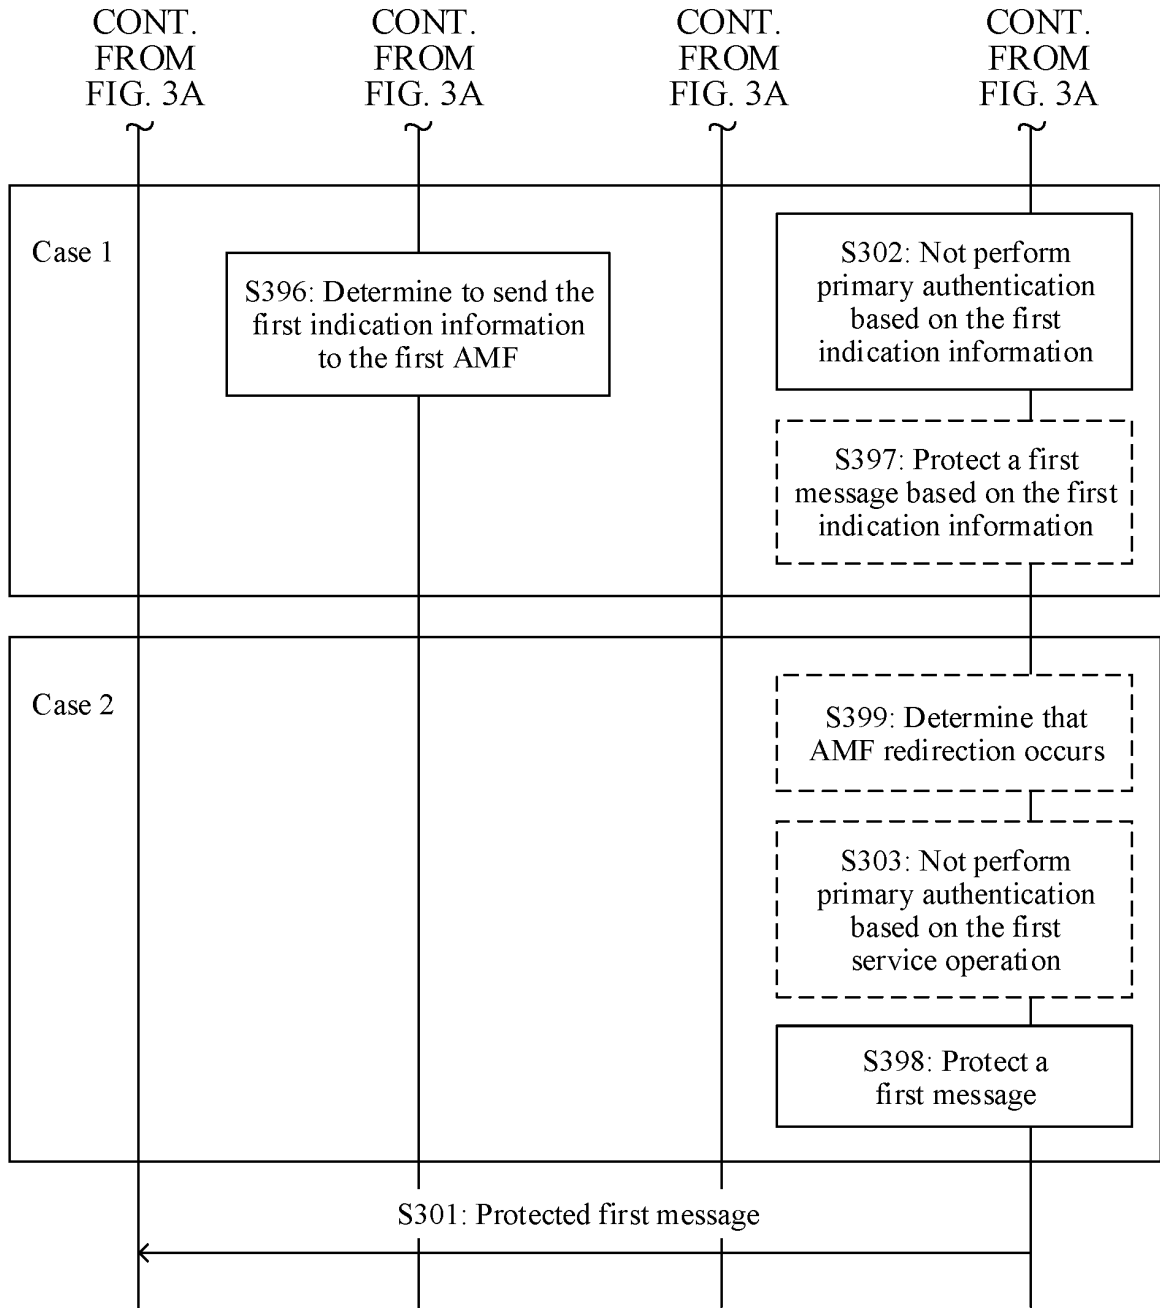 CONT.
FROM
FIG. 3A
CONT.
FROM
FIG. 3A
CONT.
FROM
FIG. 3A
CONT.
FROM
FIG. 3A
Case 1
S396: Determine to send the
first indication information
to the first AMF
S302: Not perform
primary authentication
based on the first
indication information
S397: Protect a first
message based on the first
indication information
Case 2
S399: Determine that
AMF redirection occurs
S303: Not perform
primary authentication
based on the first
service operation
S398: Protect a
first message
S301: Protected first message